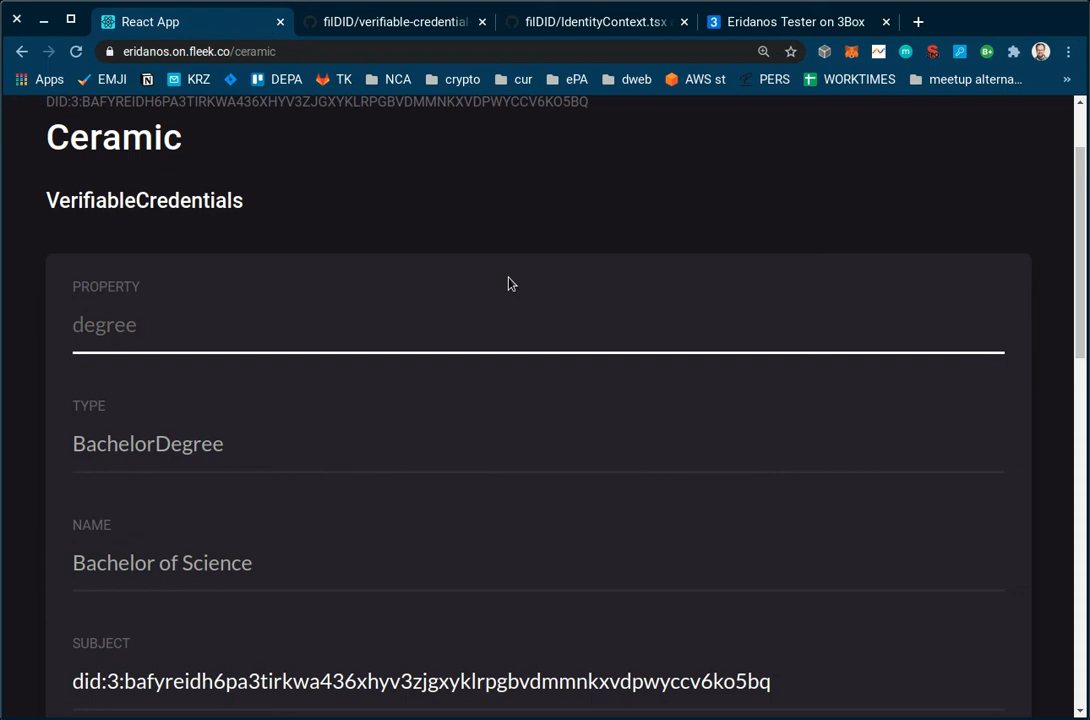 React App
filDID/verifiable-credential
filDID/IdentityContext.tsx
Eridanos Tester on 3Box
eridanos.on.fleek.co/ceramic
Apps EMJI KRZ DEPA TK NCA crypto cur ePA dweb AWS st PERS WORKTIMES meetup alterna... »
DID:3:BAFYREIDH6PA3TIRKWA436XHYV3ZJGXYKLRPGBVDMMNKXVDPWYCCV6KO5BQ
Ceramic
VerifiableCredentials
PROPERTY
degree
TYPE
BachelorDegree
NAME
Bachelor of Science
SUBJECT
did:3:bafyreidh6pa3tirkwa436xhyv3zjgxyklrpgbvdmmnkxvdpwyccv6ko5bq